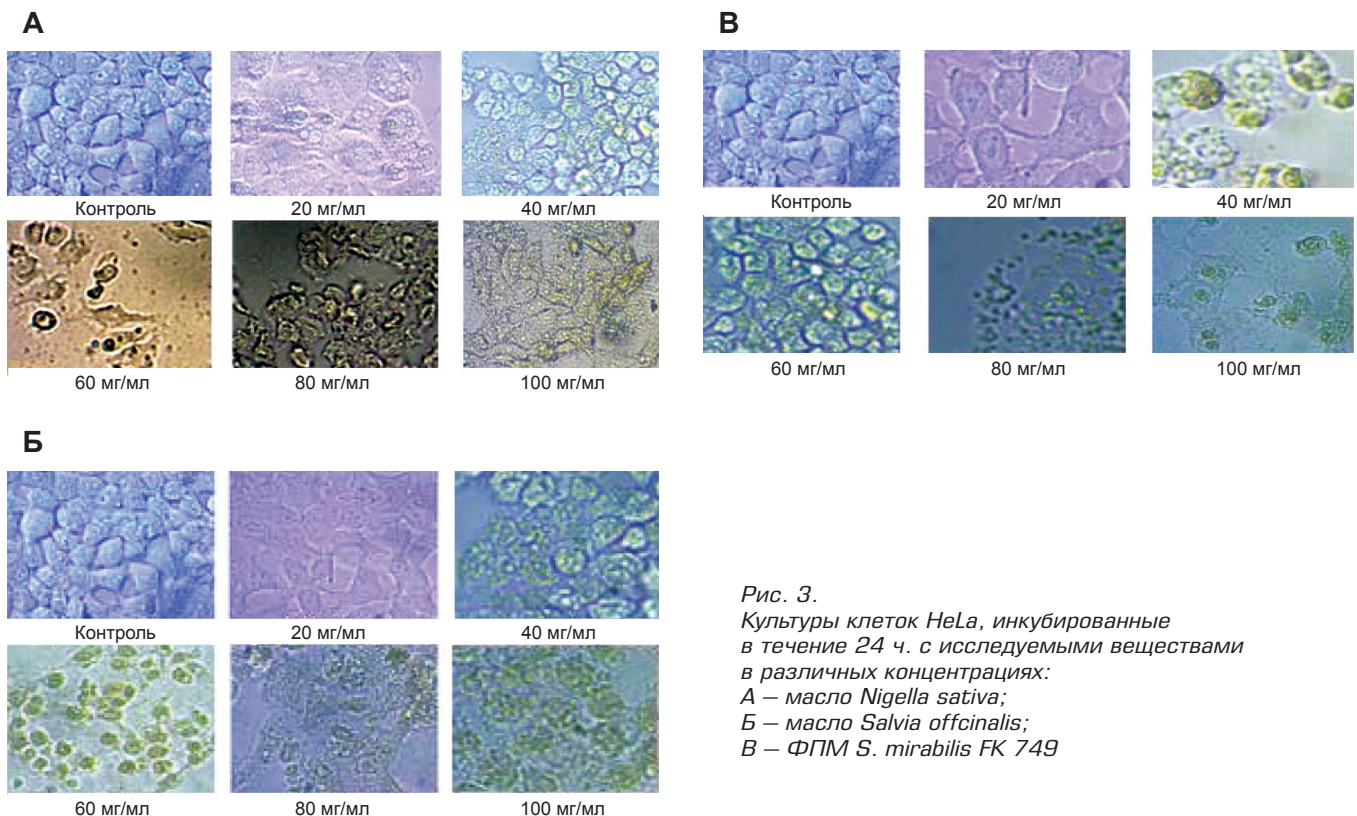 А
Контроль 20 мг/мл 40 мг/мл
60 мг/мл 80 мг/мл 100 мг/мл
В
Контроль 20 мг/мл 40 мг/мл
60 мг/мл 80 мг/мл 100 мг/мл
Б
Контроль 20 мг/мл 40 мг/мл
60 мг/мл 80 мг/мл 100 мг/мл
Рис. 3.
Культуры клеток HeLa, инкубированные
в течение 24 ч. с исследуемыми веществами
в различных концентрациях:
А – масло Nigella sativa;
Б – масло Salvia offcinalis;
В – ФПМ S. mirabilis FK 749